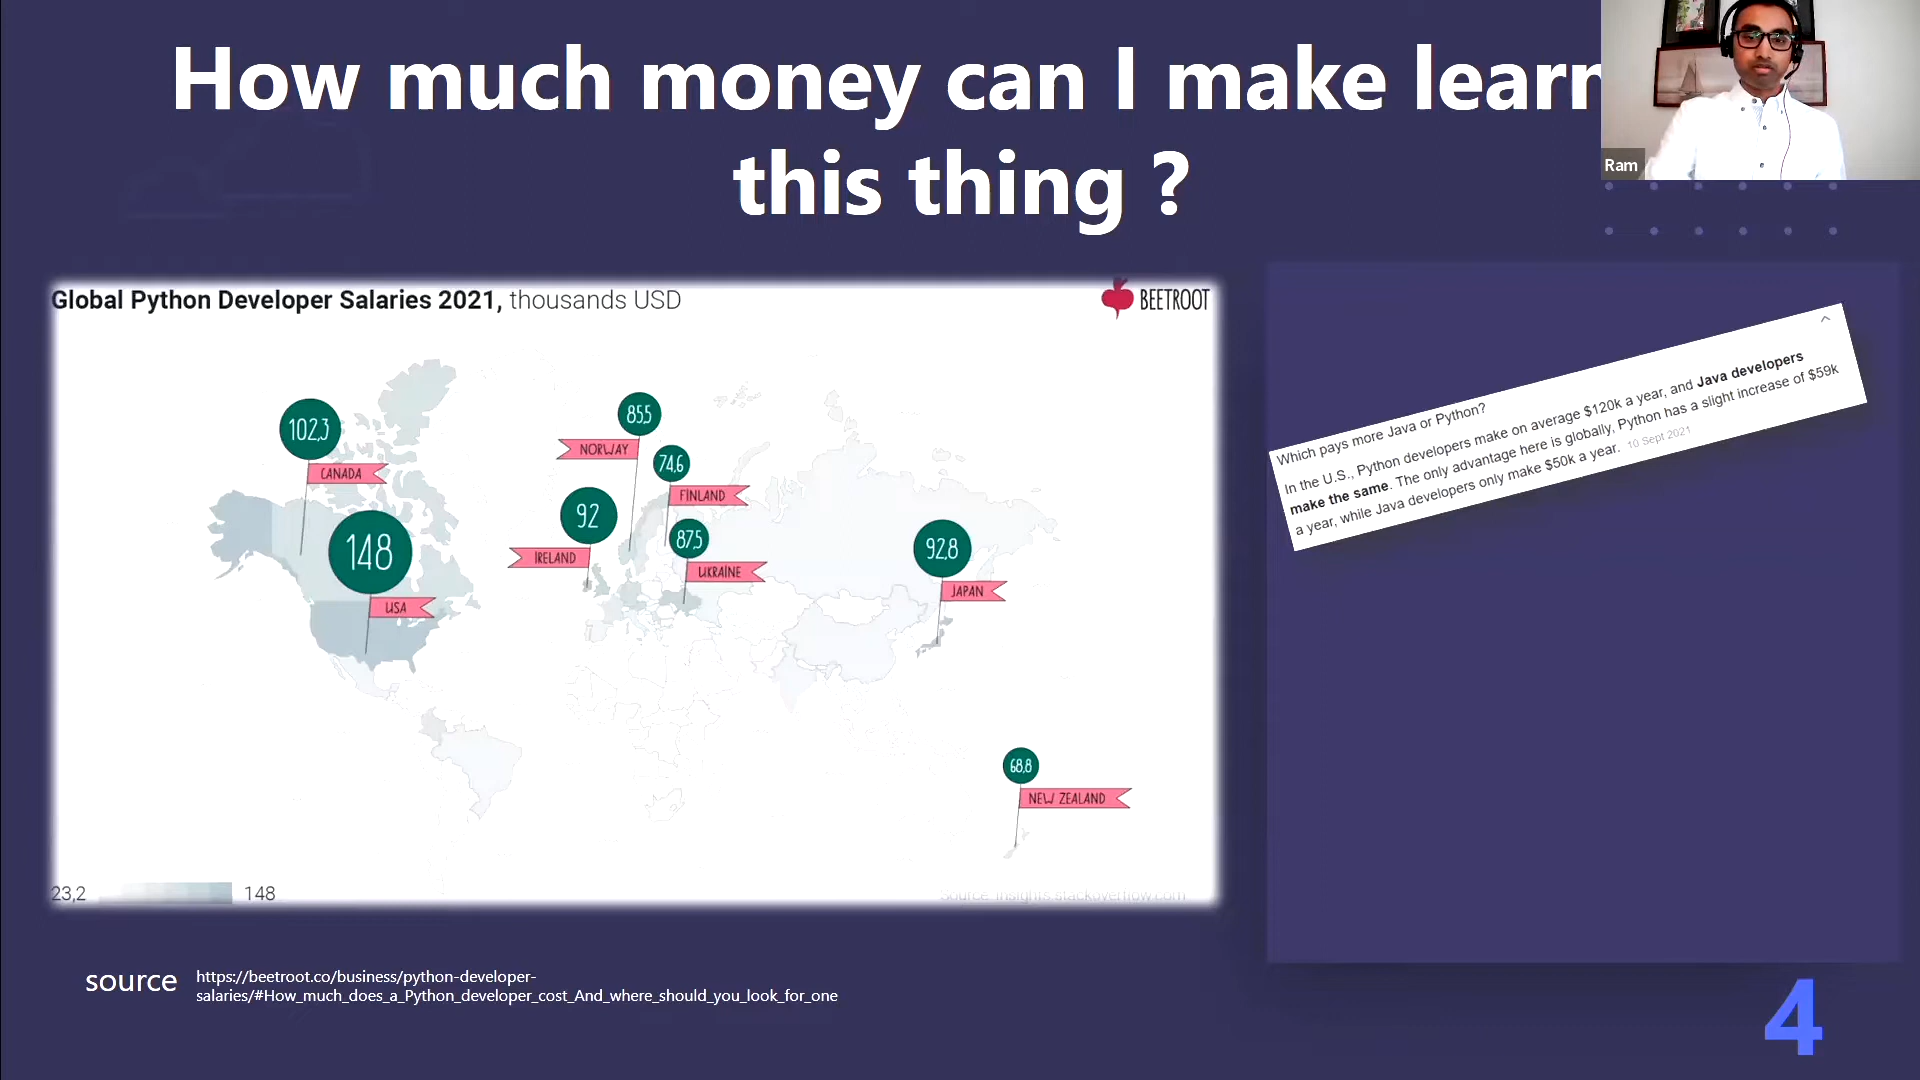 How much money can I make learn
this thing ?
Ram
Global Python Developer Salaries 2021, thousands USD
BEETROOT
102,3
CANADA
148
USA
85,5
NORWAY
74,6
FINLAND
92
IRELAND
87,5
UKRAINE
92,8
JAPAN
68,8
NEW ZEALAND
23,2
148
Source: insights.stackoverflow.com
Which pays more Java or Python?
In the U.S., Python developers make on average $120k a year, and Java developers
make the same. The only advantage here is globally, Python has a slight increase of $59k
a year, while Java developers only make $50k a year. 10 Sept 2021
source
https://beetroot.co/business/python-developer-
salaries/#How_much_does_a_Python_developer_cost_And_where_should_you_look_for_one
4